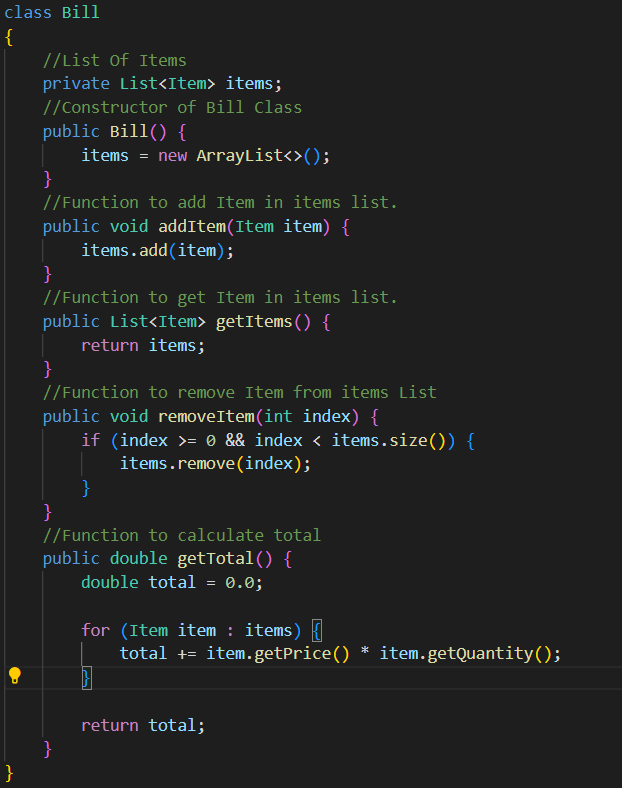 class Bill
{
    //List Of Items
    private List<Item> items;
    //Constructor of Bill Class
    public Bill() {
        items = new ArrayList<>();
    }
    //Function to add Item in items list.
    public void addItem(Item item) {
        items.add(item);
    }
    //Function to get Item in items list.
    public List<Item> getItems() {
        return items;
    }
    //Function to remove Item from items List
    public void removeItem(int index) {
        if (index >= 0 && index < items.size()) {
            items.remove(index);
        }
    }
    //Function to calculate total
    public double getTotal() {
        double total = 0.0;

        for (Item item : items) {
            total += item.getPrice() * item.getQuantity();
        }

        return total;
    }
}